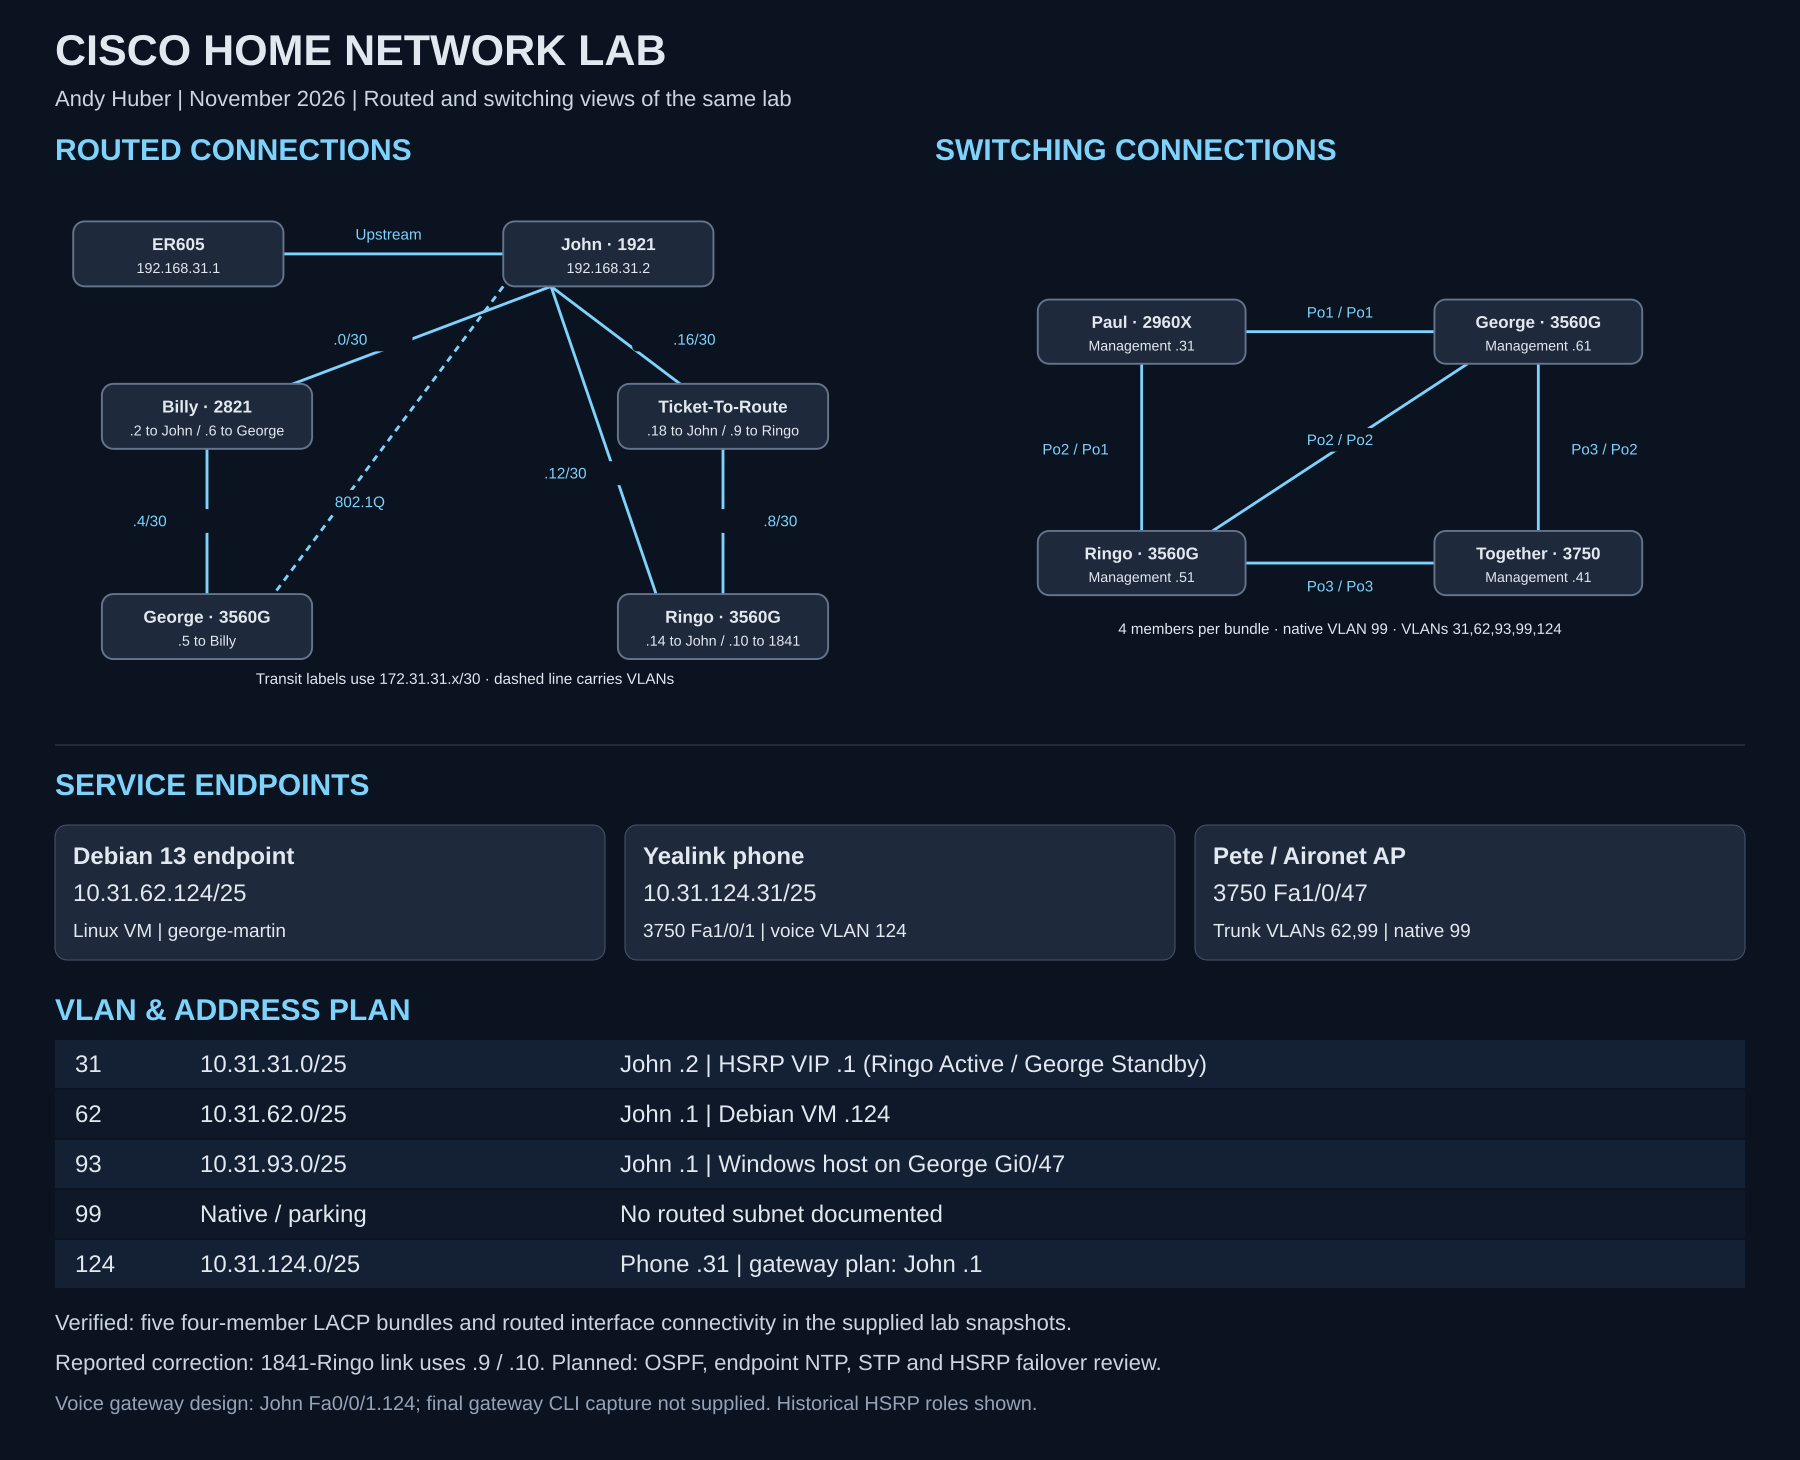 CISCO HOME NETWORK LAB
Andy Huber | November 2026 | Routed and switching views of the same lab
ROUTED CONNECTIONS
ER605
192.168.31.1
Upstream
John · 1921
192.168.31.2
.0/30
.16/30
Billy · 2821
.2 to John / .6 to George
Ticket-To-Route
.18 to John / .9 to Ringo
.12/30
802.1Q
.4/30
.8/30
George · 3560G
.5 to Billy
Ringo · 3560G
.14 to John / .10 to 1841
Transit labels use 172.31.31.x/30 · dashed line carries VLANs
SWITCHING CONNECTIONS
Paul · 2960X
Management .31
Po1 / Po1
George · 3560G
Management .61
Po2 / Po1
Po2 / Po2
Po3 / Po2
Ringo · 3560G
Management .51
Po3 / Po3
Together · 3750
Management .41
4 members per bundle · native VLAN 99 · VLANs 31,62,93,99,124
SERVICE ENDPOINTS
Debian 13 endpoint
10.31.62.124/25
Linux VM | george-martin
Yealink phone
10.31.124.31/25
3750 Fa1/0/1 | voice VLAN 124
Pete / Aironet AP
3750 Fa1/0/47
Trunk VLANs 62,99 | native 99
VLAN & ADDRESS PLAN
31 10.31.31.0/25 John .2 | HSRP VIP .1 (Ringo Active / George Standby)
62 10.31.62.0/25 John .1 | Debian VM .124
93 10.31.93.0/25 John .1 | Windows host on George Gi0/47
99 Native / parking No routed subnet documented
124 10.31.124.0/25 Phone .31 | gateway plan: John .1
Verified: five four-member LACP bundles and routed interface connectivity in the supplied lab snapshots.
Reported correction: 1841-Ringo link uses .9 / .10. Planned: OSPF, endpoint NTP, STP and HSRP failover review.
Voice gateway design: John Fa0/0/1.124; final gateway CLI capture not supplied. Historical HSRP roles shown.